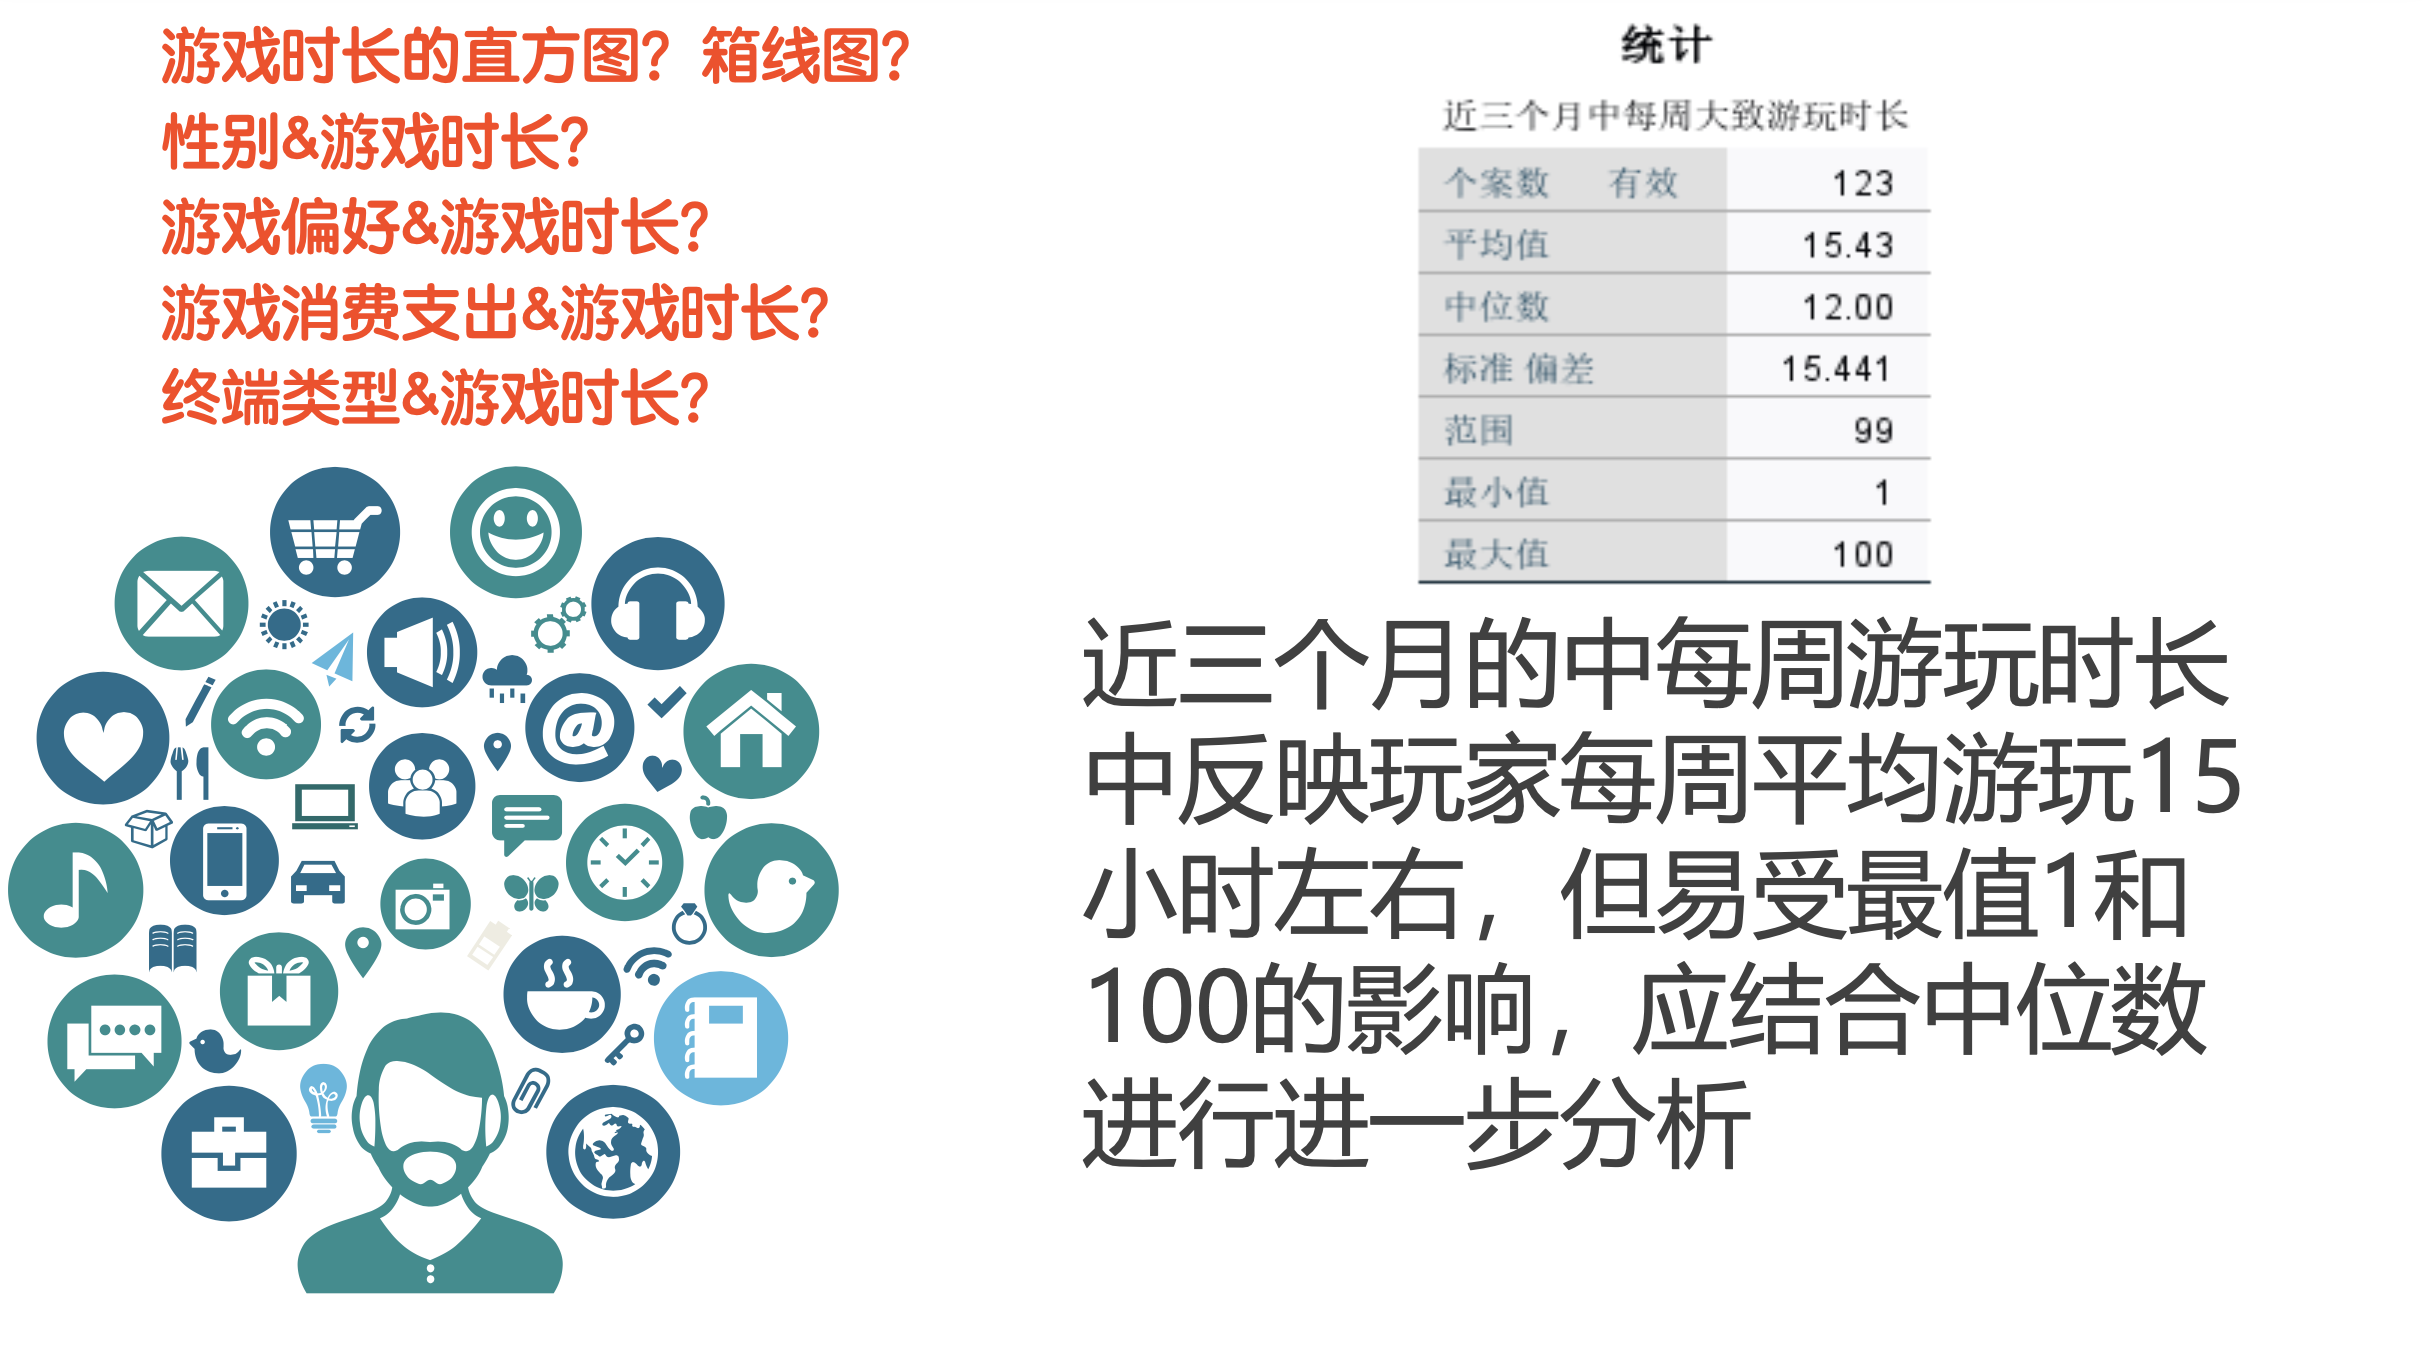 游戏时长的直方图？箱线图？
性别&游戏时长？
游戏偏好&游戏时长？
游戏消费支出&游戏时长？
终端类型&游戏时长？
统计
近三个月中每周大致游玩时长
个案数 有效 123
平均值 15.43
中位数 12.00
标准 偏差 15.441
范围 99
最小值 1
最大值 100
近三个月的中每周游玩时长
中反映玩家每周平均游玩15
小时左右，但易受最值1和
100的影响，应结合中位数
进行进一步分析
@